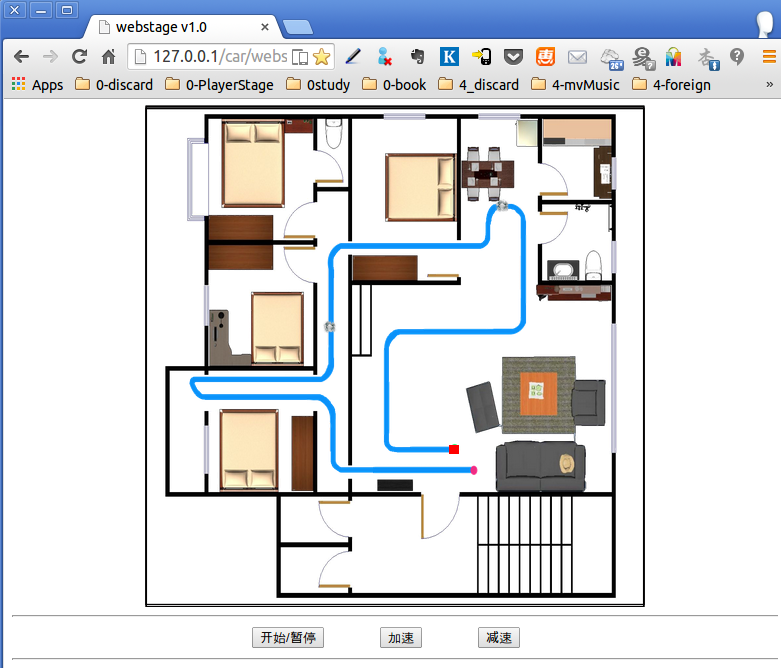 webstage v1.0
127.0.0.1/car/webs
Apps 0-discard 0-PlayerStage 0study 0-book 4_discard 4-mvMusic 4-foreign »
开始/暂停 加速 减速